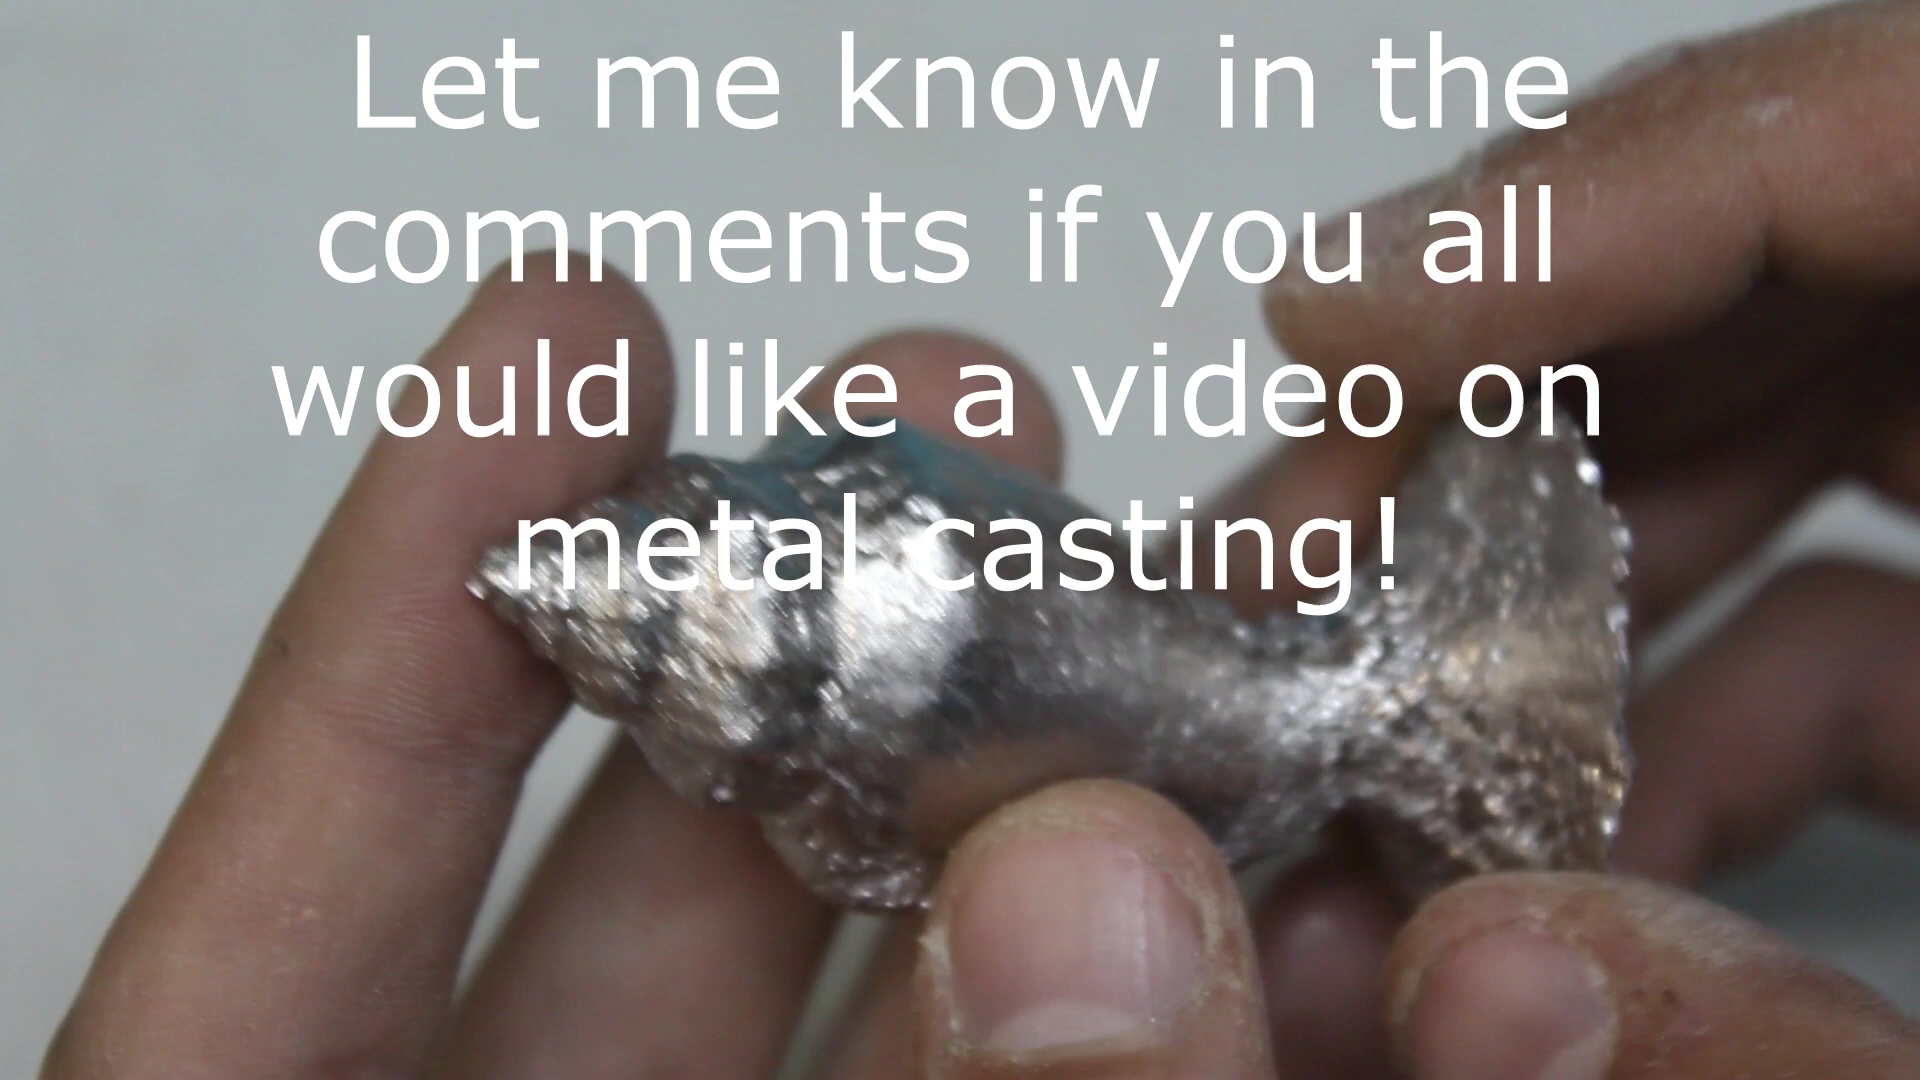 Let me know in the
comments if you all
would like a video on
metal casting!